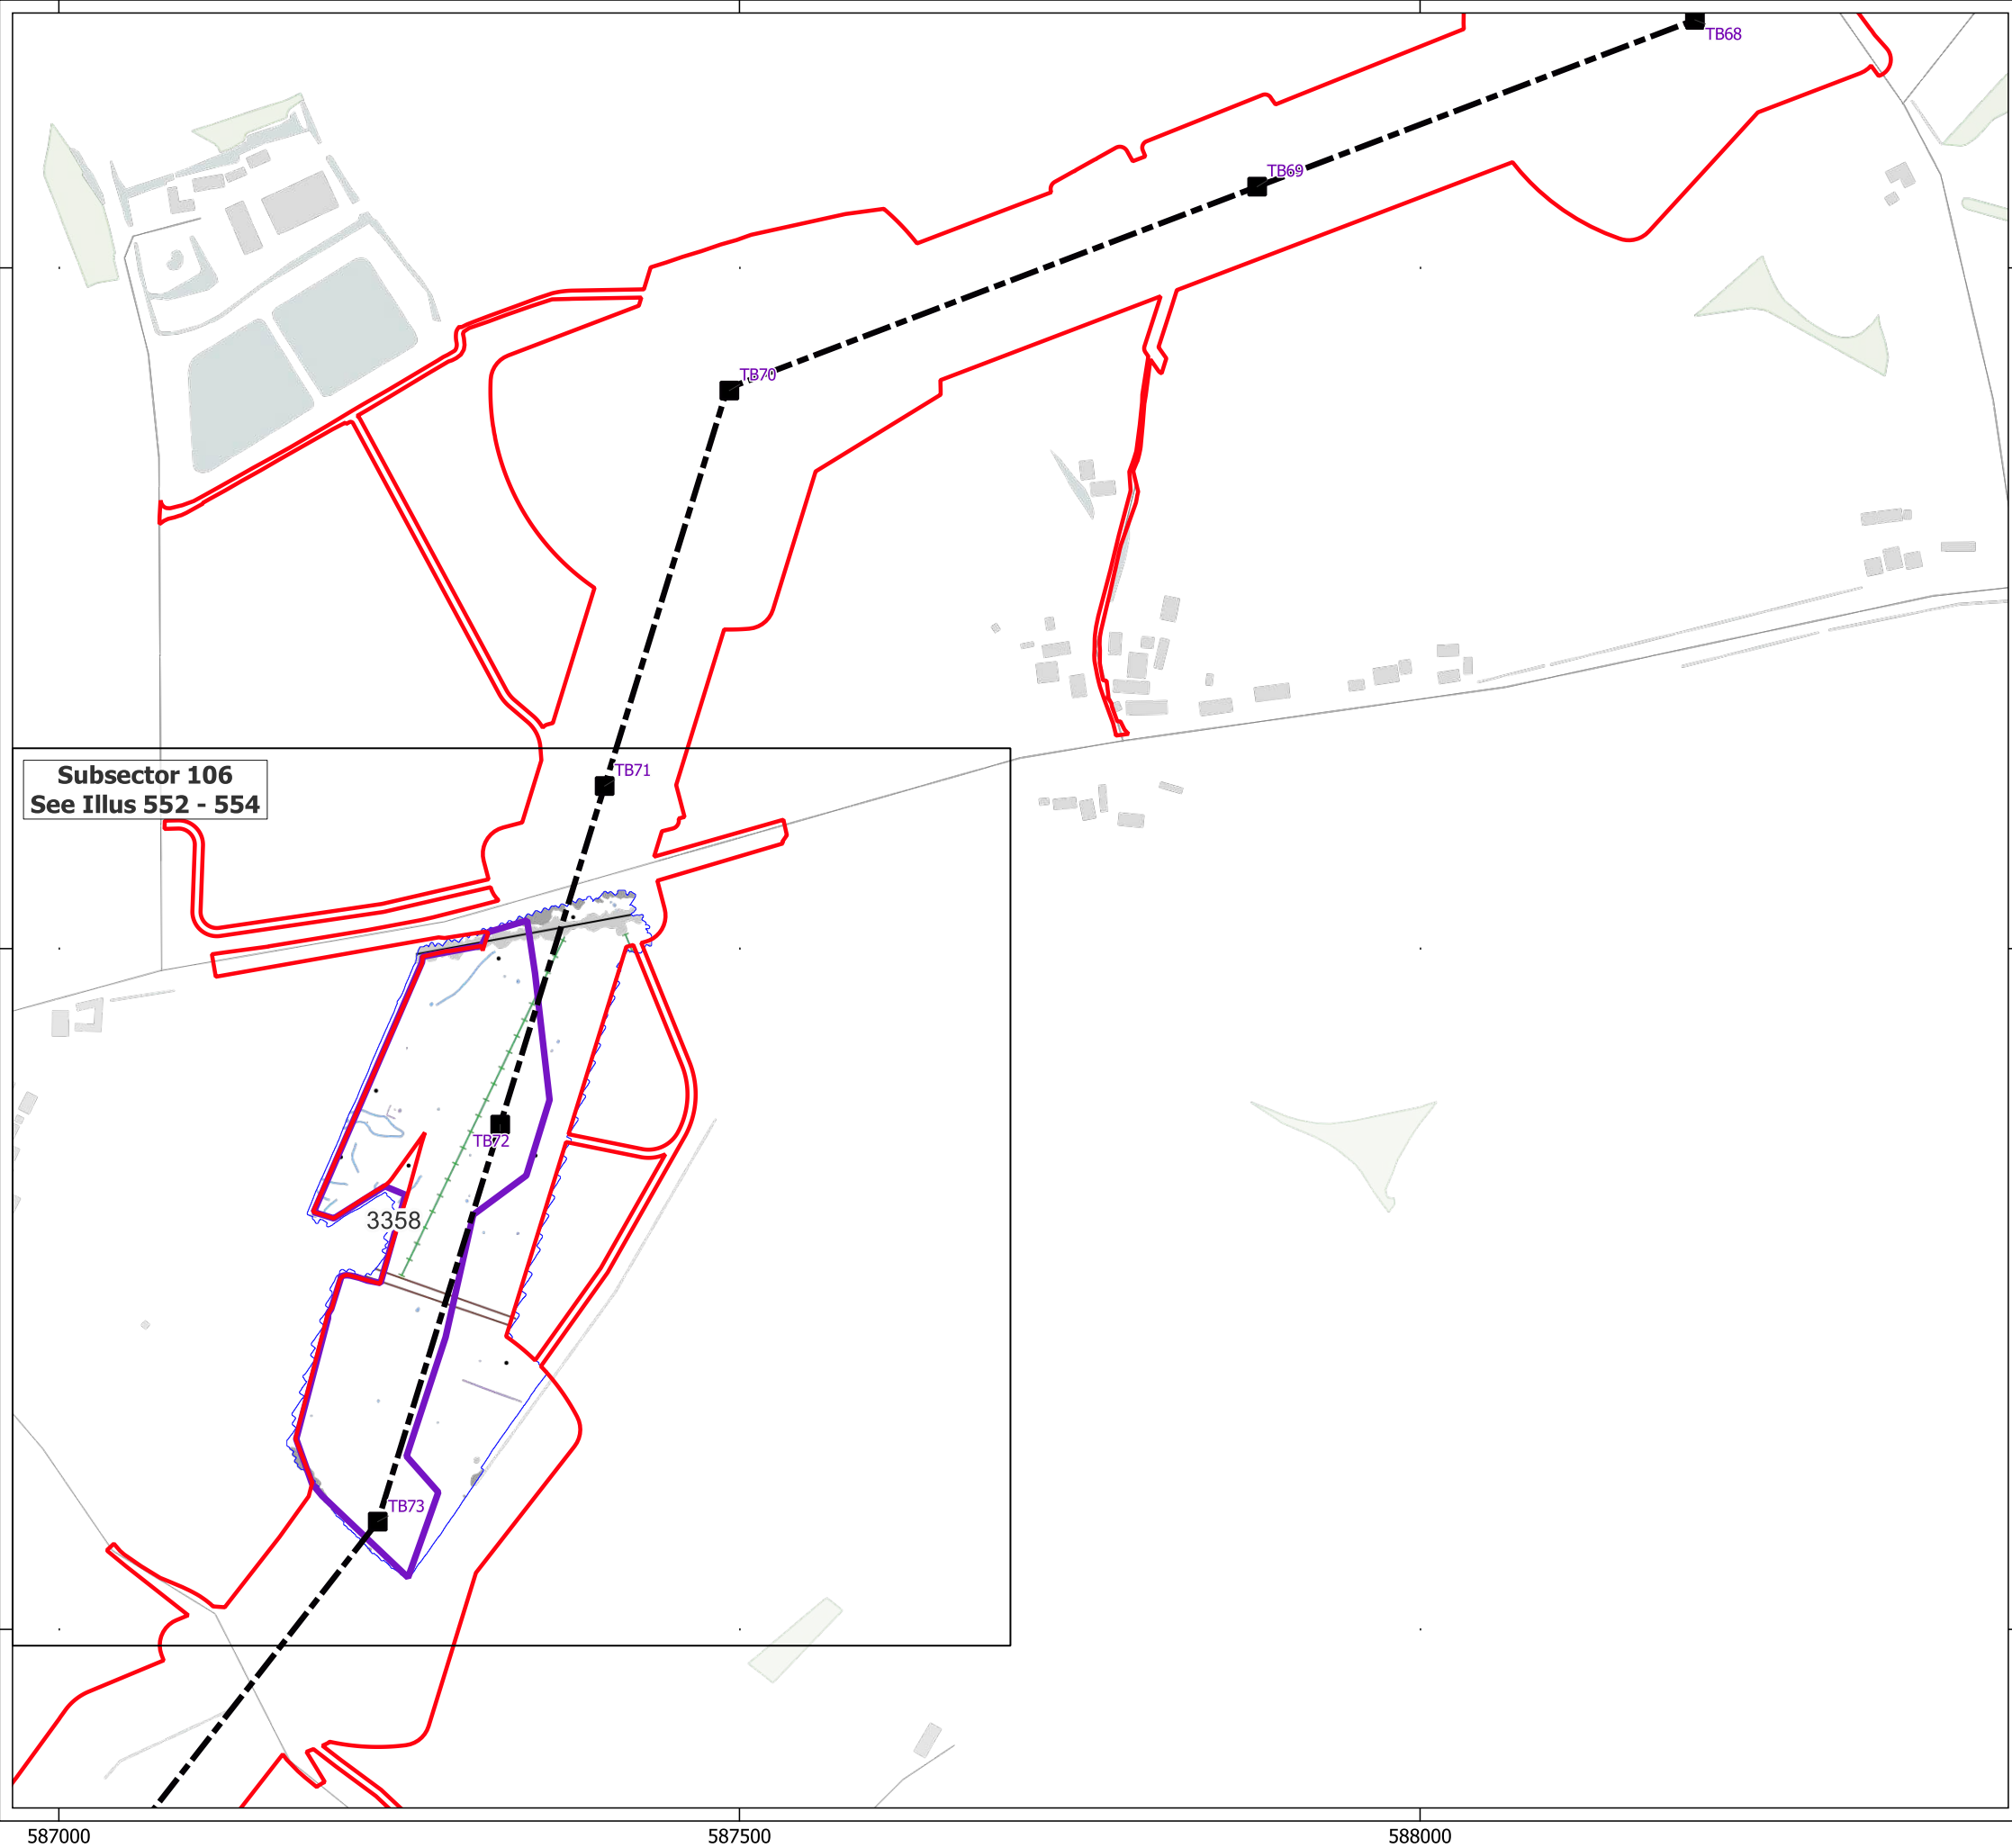 TB68
TB69
TB70
TB71
Subsector 106
See Illus 552 - 554
TB72
3358
TB73
587000
587500
588000